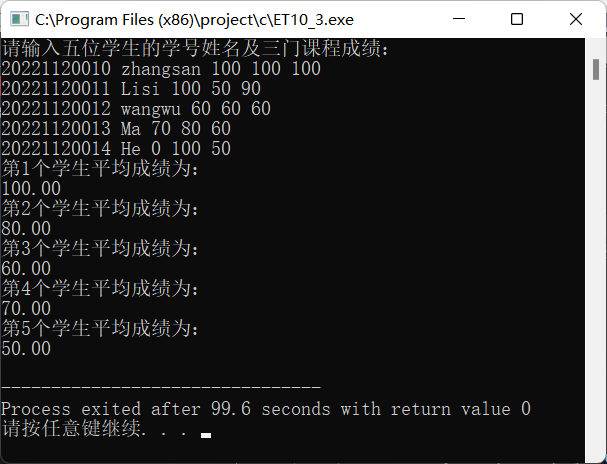 C:\Program Files (x86)\project\c\ET10_3.exe
请输入五位学生的学号姓名及三门课程成绩：
20221120010 zhangsan 100 100 100
20221120011 Lisi 100 50 90
20221120012 wangwu 60 60 60
20221120013 Ma 70 80 60
20221120014 He 0 100 50
第1个学生平均成绩为：
100.00
第2个学生平均成绩为：
80.00
第3个学生平均成绩为：
60.00
第4个学生平均成绩为：
70.00
第5个学生平均成绩为：
50.00
--------------------------------
Process exited after 99.6 seconds with return value 0
请按任意键继续. . .